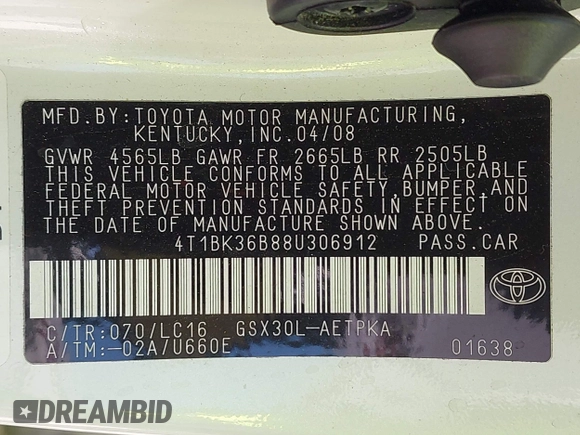 MFD.BY: TOYOTA MOTOR MANUFACTURING,
KENTUCKY, INC. 04/08
GVWR 4565LB GAWR FR 2665LB RR 2505LB
THIS VEHICLE CONFORMS TO ALL APPLICABLE
FEDERAL MOTOR VEHICLE SAFETY, BUMPER, AND
THEFT PREVENTION STANDARDS IN EFFECT ON
THE DATE OF MANUFACTURE SHOWN ABOVE.
4T1BK36B88U306912 PASS.CAR
C/TR:070/LC16 GSX30L-AETPKA
A/TM:-02A/U660E 01638
DREAMBID